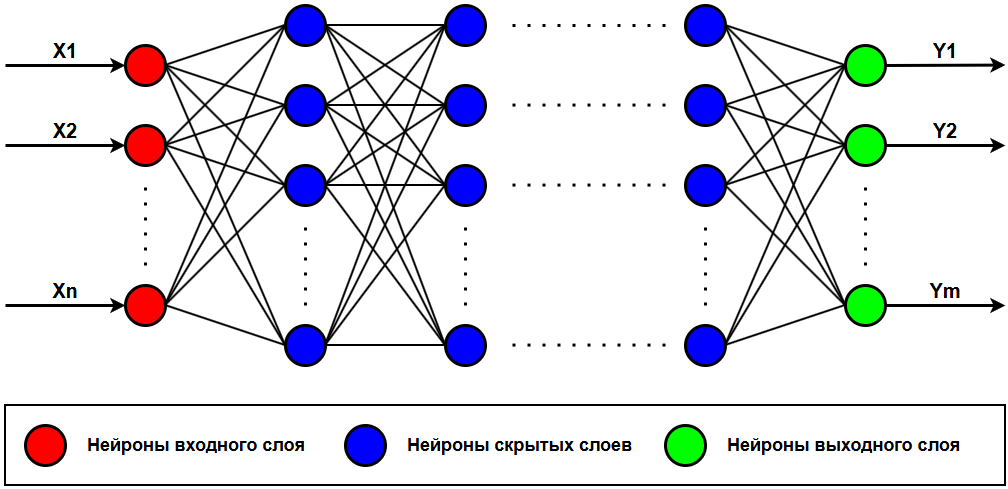 X1
Y1
X2
Y2
Xn
Ym
Нейроны входного слоя
Нейроны скрытых слоев
Нейроны выходного слоя